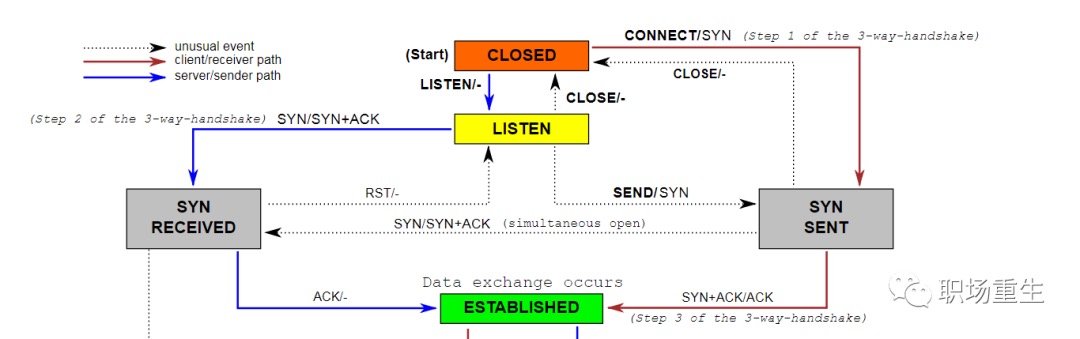 unusual event
client/receiver path
server/sender path
(Start)
CLOSED
CONNECT/SYN (Step 1 of the 3-way-handshake)
CLOSE/-
LISTEN/-
CLOSE/-
(Step 2 of the 3-way-handshake) SYN/SYN+ACK
LISTEN
RST/-
SEND/SYN
SYN
RECEIVED
SYN
SENT
SYN/SYN+ACK (simultaneous open)
Data exchange occurs
ACK/-
ESTABLISHED
SYN+ACK/ACK
(Step 3 of the 3-way-handshake)
职场重生